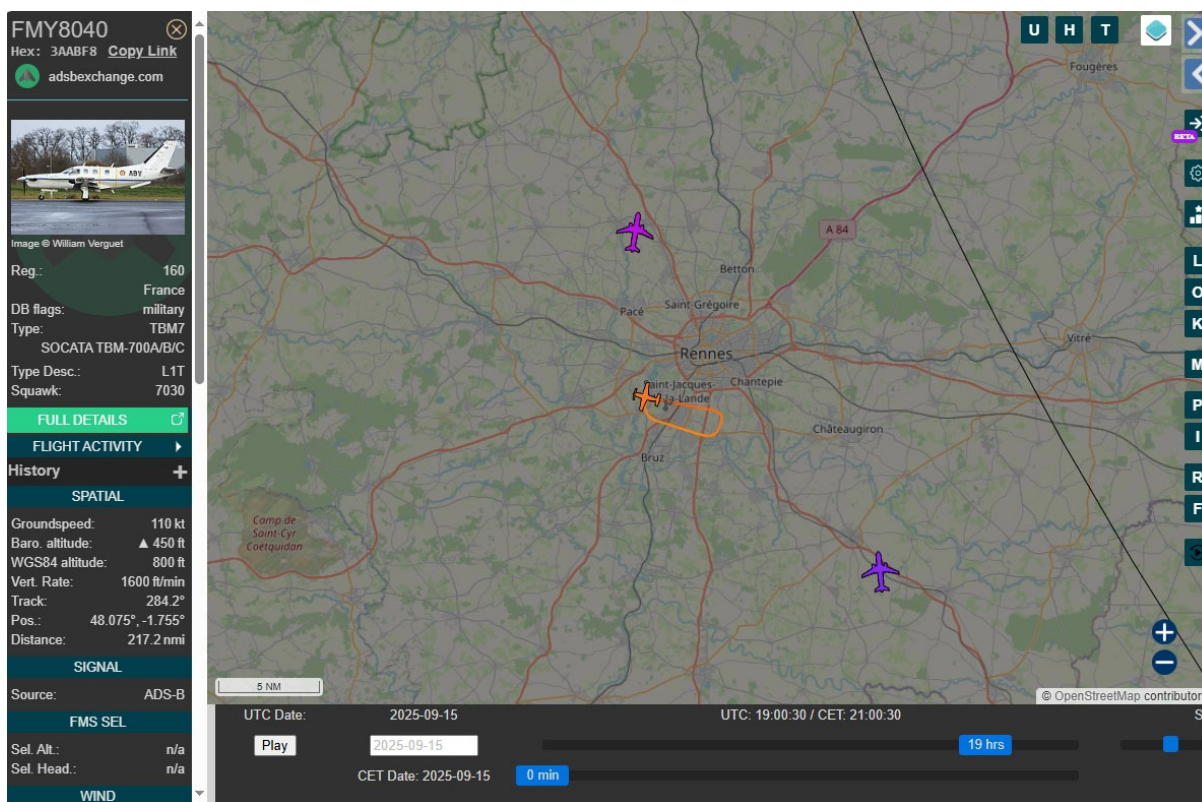 FMY8040
Hex: 3AABF8 Copy Link
adsbexchange.com
ABY
Image © William Verguet
Reg.: 160
France
DB flags: military
Type: TBM7
SOCATA TBM-700A/B/C
Type Desc.: L1T
Squawk: 7030
FULL DETAILS
FLIGHT ACTIVITY
History +
SPATIAL
Groundspeed: 110 kt
Baro. altitude: ▲ 450 ft
WGS84 altitude: 800 ft
Vert. Rate: 1600 ft/min
Track: 284.2°
Pos.: 48.075°, -1.755°
Distance: 217.2 nmi
SIGNAL
Source: ADS-B
FMS SEL
Sel. Alt.: n/a
Sel. Head.: n/a
WIND
U H T
Fougères
BETA
A 84
Betton
Saint-Grégoire
Pacé
Rennes
Vitré
Saint-Jacques-
de-la-Lande
Chantepie
Châteaugiron
Bruz
Camp de
Saint-Cyr
Coëtquidan
L
O
K
M
P
I
R
F
5 NM
© OpenStreetMap contributor
UTC Date: 2025-09-15 UTC: 19:00:30 / CET: 21:00:30 S
Play 2025-09-15 19 hrs
CET Date: 2025-09-15 0 min